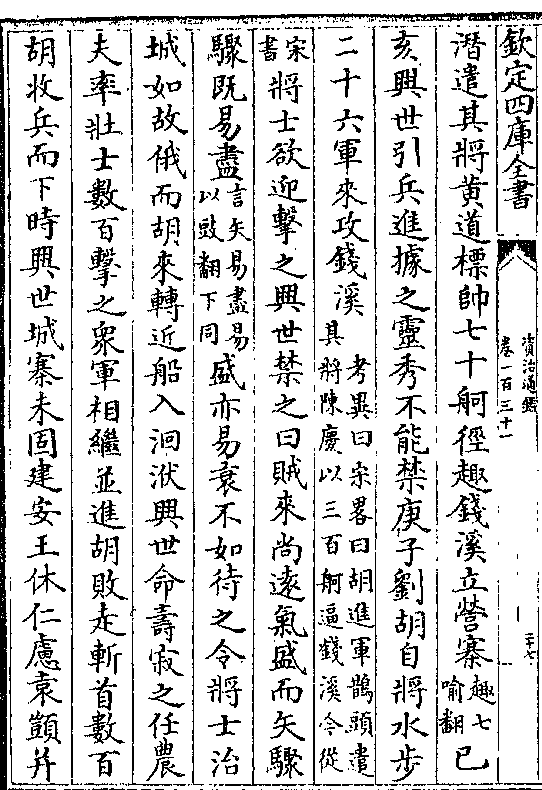 欽定四庫全書
資治通鑑
卷一百三十一
二十七
潛遣其將黄道標帥七十舸徑趣錢溪立營寨趣七喻翻己
亥興世引兵進據之靈秀不能禁庚子劉胡自將水步
二十六軍來攻錢溪考異曰宋畧曰胡進軍鵲頭遣其將陳慶以三百舸逼錢溪今從
宋書將士欲迎擊之興世禁之曰賊來尚遠氣盛而矢驟
驟既易盡言矢易盡易以䜴翻下同盛亦易衰不如待之令將士治
城如故俄而胡來轉近船入洄洑興世命壽寂之任農
夫率壯士數百擊之衆軍相繼並進胡敗走斬首數百
胡收兵而下時興世城寨未固建安王休仁慮袁顗并